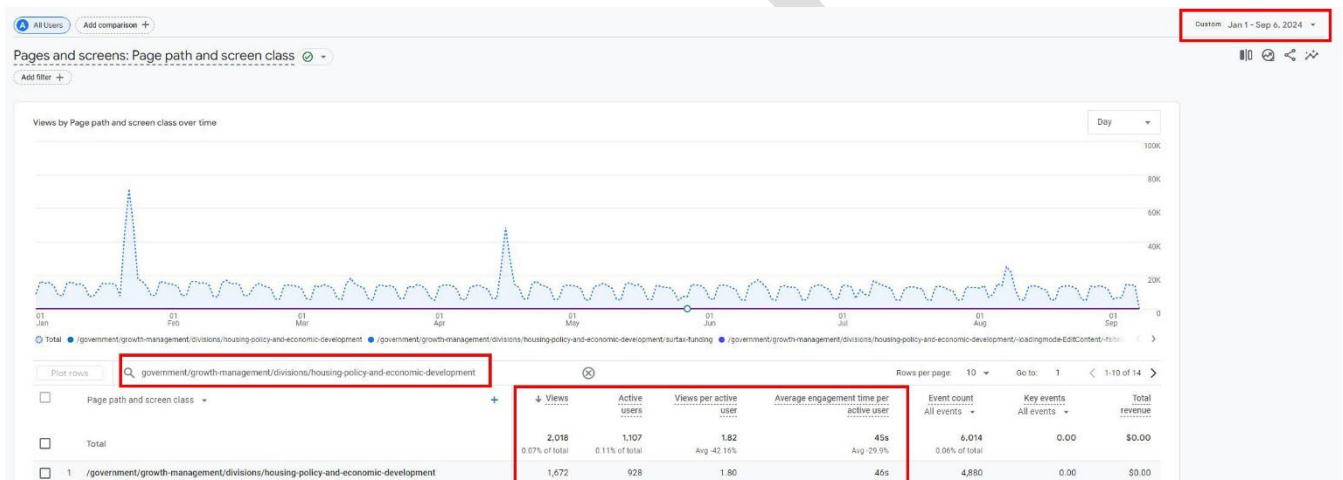 A All Users Add comparison + Custom Jan 1 - Sep 6, 2024
Pages and screens: Page path and screen class
Add filter +
Views by Page path and screen class over time
Day
100K
80K
60K
40K
20K
0
01 Jan 01 Feb 01 Mar 01 Apr 01 May 01 Jun 01 Jul 01 Aug 01 Sep
Total /government/growth-management/divisions/housing-policy-and-economic-development /government/growth-management/divisions/housing-policy-and-economic-development/surtax-funding /government/growth-management/divisions/housing-policy-and-economic-development/-loadingmode-EditContent/
Plot rows government/growth-management/divisions/housing-policy-and-economic-development Rows per page: 10 Go to: 1 < 1-10 of 14 >
Page path and screen class + ↓ Views Active users Views per active user Average engagement time per active user Event count All events Key events All events Total revenue
Total 2,018 1,107 1.82 45s 6,014 0.00 $0.00
0.07% of total 0.11% of total Avg -42.16% Avg -29.9% 0.06% of total
1 /government/growth-management/divisions/housing-policy-and-economic-development 1,672 928 1.80 46s 4,880 0.00 $0.00